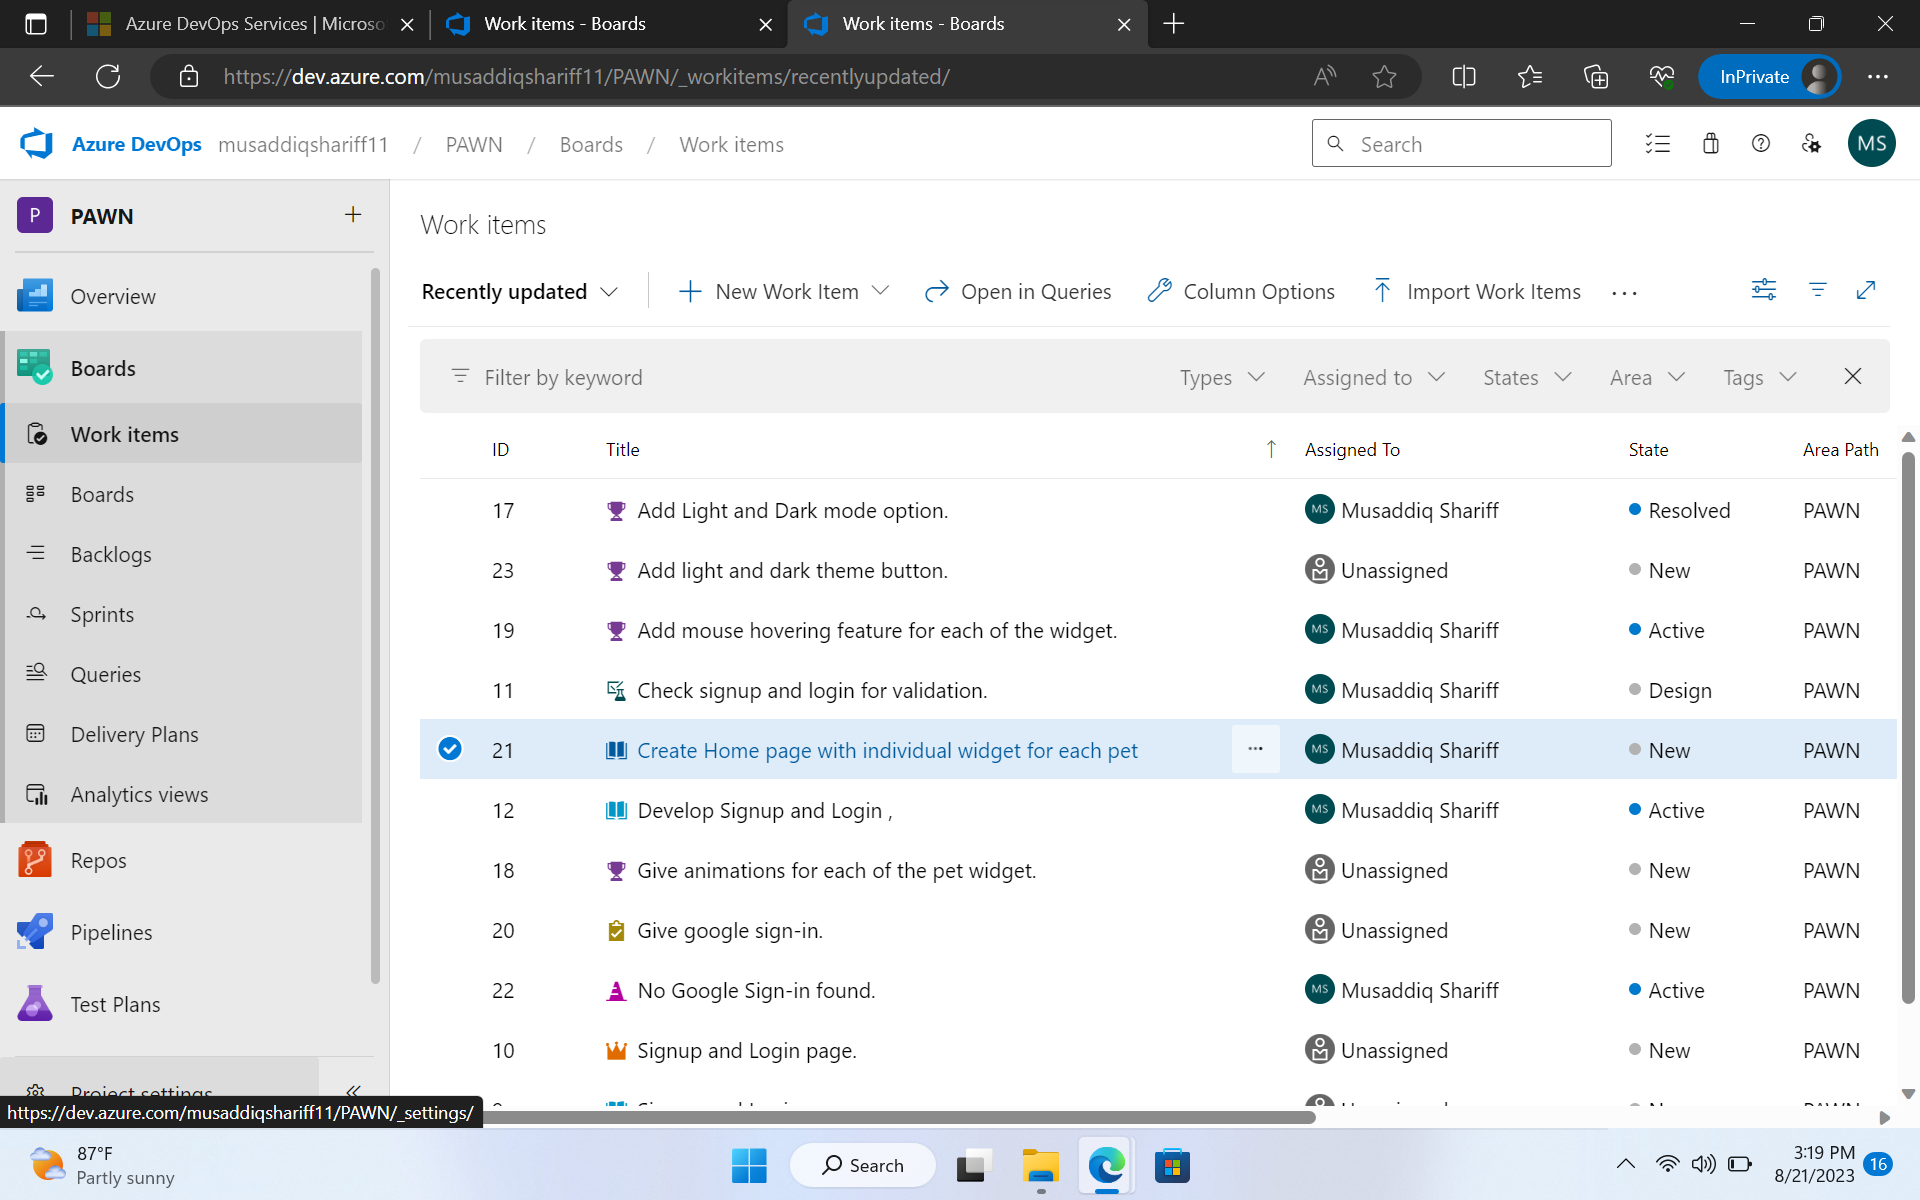 Azure DevOps Services | Microso
Work items - Boards
Work items - Boards
https://dev.azure.com/musaddiqshariff11/PAWN/_workitems/recentlyupdated/
InPrivate
Azure DevOps musaddiqshariff11 / PAWN / Boards / Work items
Search
MS
P PAWN
Overview
Boards
Work items
Boards
Backlogs
Sprints
Queries
Delivery Plans
Analytics views
Repos
Pipelines
Test Plans
Project settings
https://dev.azure.com/musaddiqshariff11/PAWN/_settings/
Work items
Recently updated New Work Item Open in Queries Column Options Import Work Items
Filter by keyword Types Assigned to States Area Tags
ID Title Assigned To State Area Path
17 Add Light and Dark mode option. MS Musaddiq Shariff Resolved PAWN
23 Add light and dark theme button. Unassigned New PAWN
19 Add mouse hovering feature for each of the widget. MS Musaddiq Shariff Active PAWN
11 Check signup and login for validation. MS Musaddiq Shariff Design PAWN
21 Create Home page with individual widget for each pet MS Musaddiq Shariff New PAWN
12 Develop Signup and Login , MS Musaddiq Shariff Active PAWN
18 Give animations for each of the pet widget. Unassigned New PAWN
20 Give google sign-in. Unassigned New PAWN
22 No Google Sign-in found. MS Musaddiq Shariff Active PAWN
10 Signup and Login page. Unassigned New PAWN
87°F
Partly sunny
Search
3:19 PM
8/21/2023
16